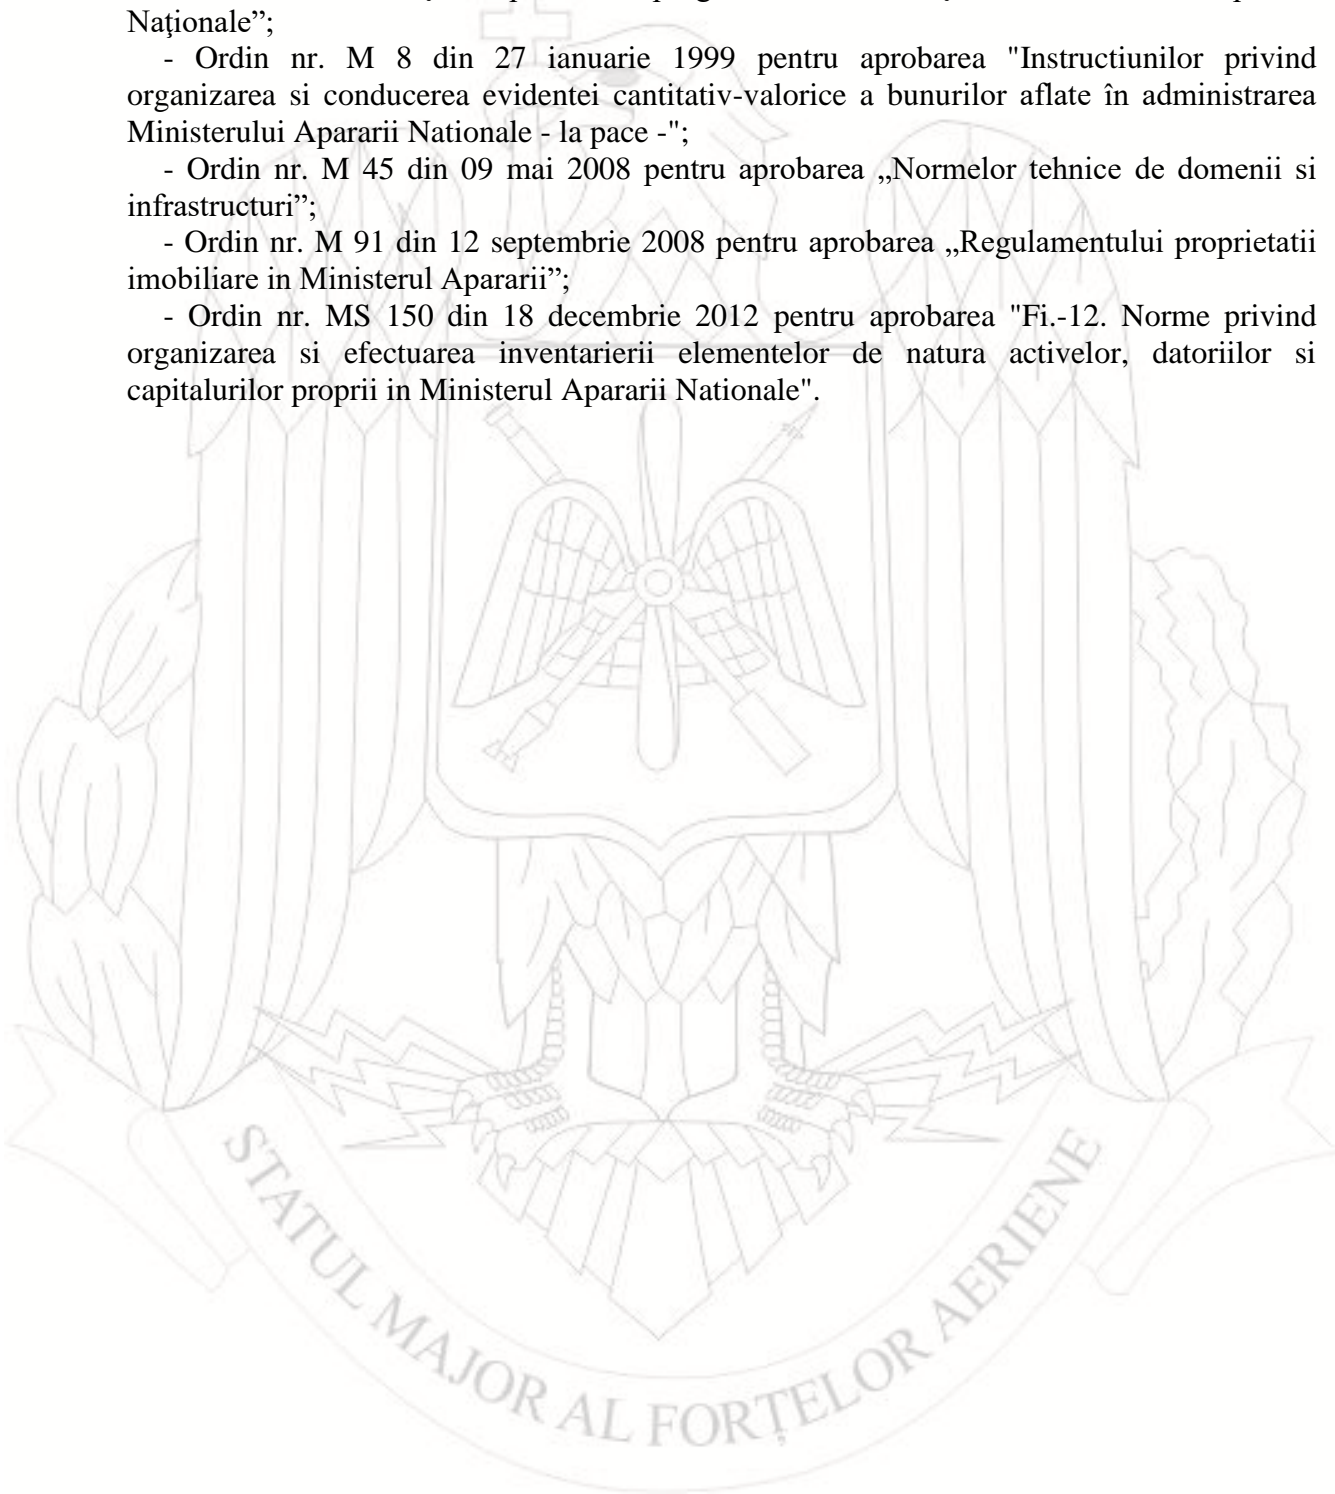 Naţionale”;
- Ordin nr. M 8 din 27 ianuarie 1999 pentru aprobarea "Instructiunilor privind
organizarea si conducerea evidentei cantitativ-valorice a bunurilor aflate în administrarea
Ministerului Apararii Nationale - la pace -";
- Ordin nr. M 45 din 09 mai 2008 pentru aprobarea „Normelor tehnice de domenii si
infrastructuri”;
- Ordin nr. M 91 din 12 septembrie 2008 pentru aprobarea „Regulamentului proprietatii
imobiliare in Ministerul Apararii”;
- Ordin nr. MS 150 din 18 decembrie 2012 pentru aprobarea "Fi.-12. Norme privind
organizarea si efectuarea inventarierii elementelor de natura activelor, datoriilor si
capitalurilor proprii in Ministerul Apararii Nationale".
STATUL MAJOR AL FORȚELOR AERIENE